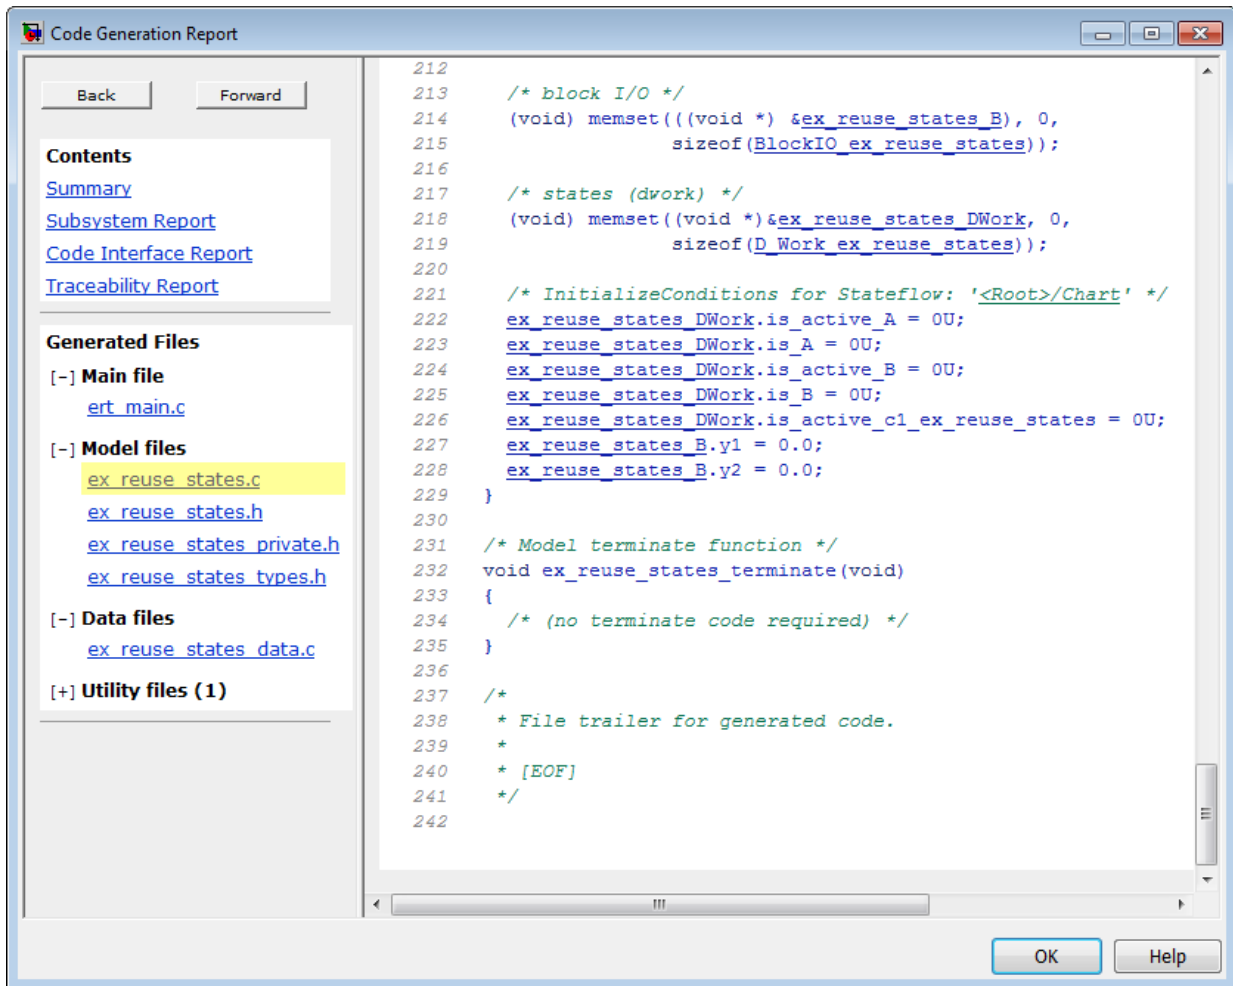 Code Generation Report
Back
Forward
Contents
Summary
Subsystem Report
Code Interface Report
Traceability Report
Generated Files
[-] Main file
ert_main.c
[-] Model files
ex_reuse_states.c
ex_reuse_states.h
ex_reuse_states_private.h
ex_reuse_states_types.h
[-] Data files
ex_reuse_states_data.c
[+] Utility files (1)
212
213 /* block I/O */
214 (void) memset(((void *) &ex_reuse_states_B), 0,
215 sizeof(BlockIO_ex_reuse_states));
216
217 /* states (dwork) */
218 (void) memset((void *)&ex_reuse_states_DWork, 0,
219 sizeof(D_Work_ex_reuse_states));
220
221 /* InitializeConditions for Stateflow: '<Root>/Chart' */
222 ex_reuse_states_DWork.is_active_A = 0U;
223 ex_reuse_states_DWork.is_A = 0U;
224 ex_reuse_states_DWork.is_active_B = 0U;
225 ex_reuse_states_DWork.is_B = 0U;
226 ex_reuse_states_DWork.is_active_c1_ex_reuse_states = 0U;
227 ex_reuse_states_B.y1 = 0.0;
228 ex_reuse_states_B.y2 = 0.0;
229 }
230
231 /* Model terminate function */
232 void ex_reuse_states_terminate(void)
233 {
234 /* (no terminate code required) */
235 }
236
237 /*
238 * File trailer for generated code.
239 *
240 * [EOF]
241 */
242
OK
Help